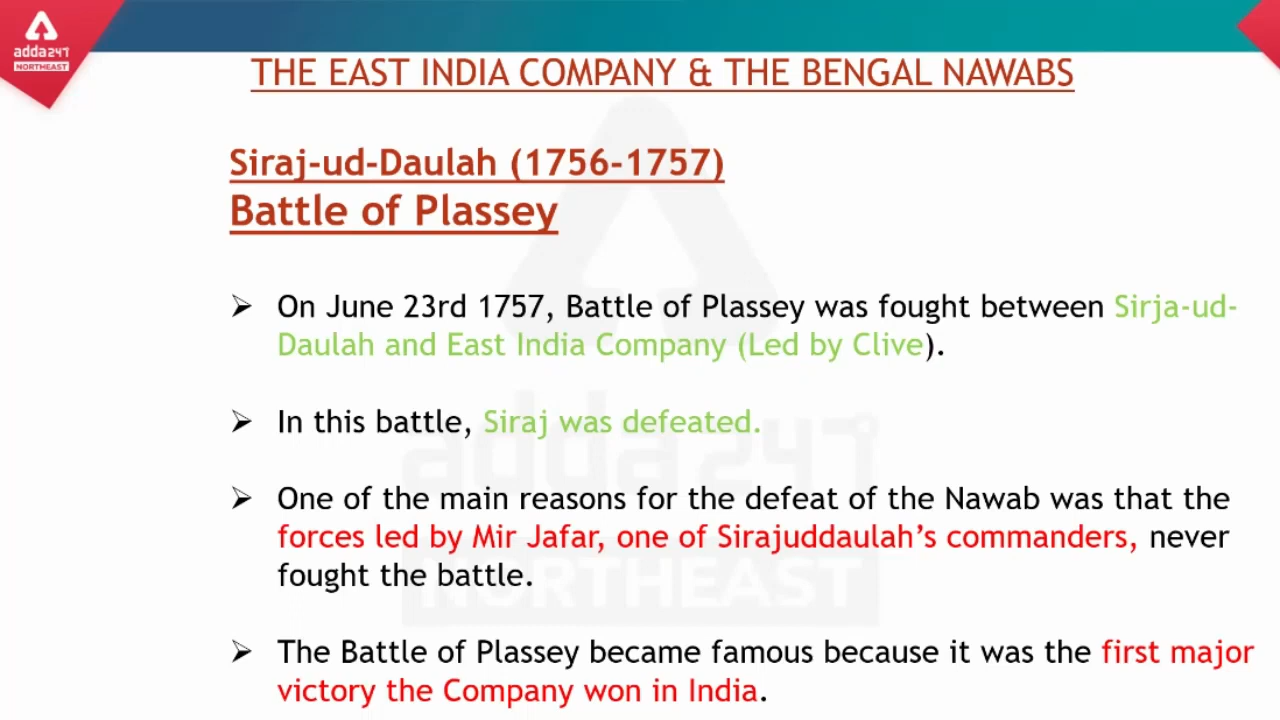 adda247
NORTHEAST
THE EAST INDIA COMPANY & THE BENGAL NAWABS
Siraj-ud-Daulah (1756-1757)
Battle of Plassey
➢ On June 23rd 1757, Battle of Plassey was fought between Sirja-ud-
Daulah and East India Company (Led by Clive).
➢ In this battle, Siraj was defeated.
➢ One of the main reasons for the defeat of the Nawab was that the
forces led by Mir Jafar, one of Sirajuddaulah’s commanders, never
fought the battle.
➢ The Battle of Plassey became famous because it was the first major
victory the Company won in India.
adda247
NORTHEAST